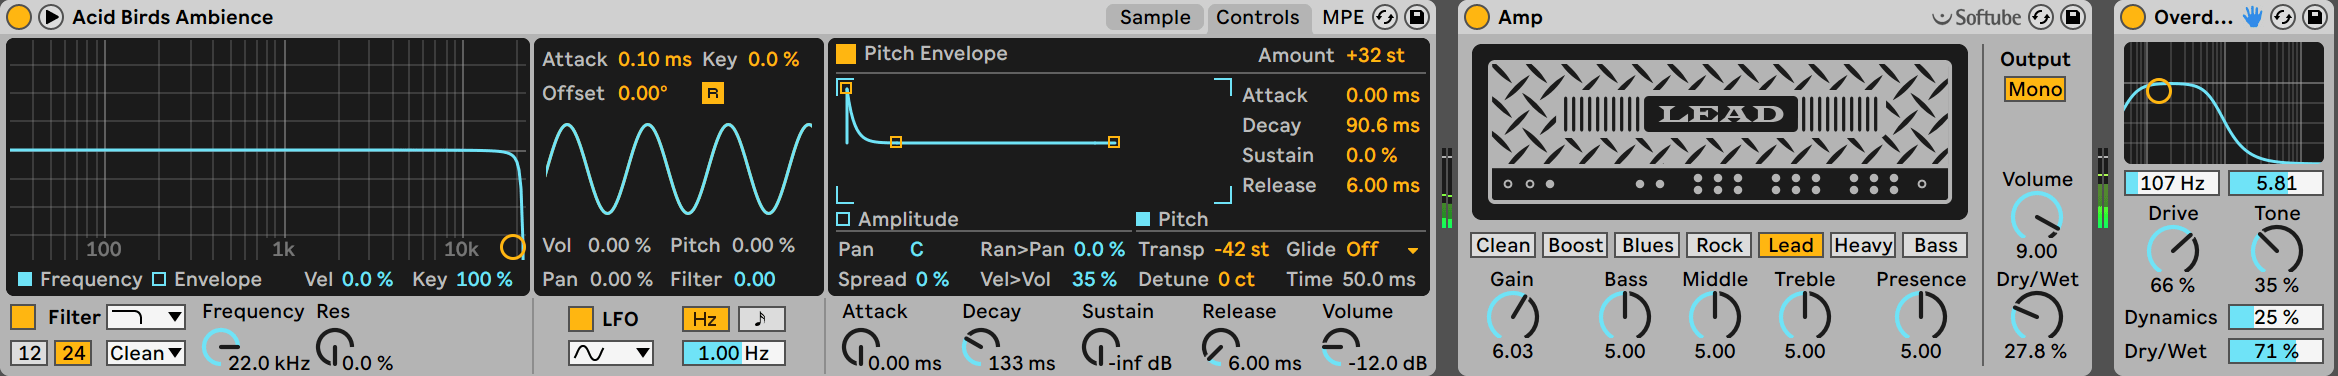 Acid Birds Ambience
Sample Controls MPE
100 1k 10k
Frequency Envelope Vel 0.0 % Key 100 %
Filter
12 24 Clean
Frequency Res
22.0 kHz 0.0 %
Attack 0.10 ms Key 0.0 %
Offset 0.00° R
Vol 0.00 % Pitch 0.00 %
Pan 0.00 % Filter 0.00
LFO Hz
1.00 Hz
Pitch Envelope Amount +32 st
Attack 0.00 ms
Decay 90.6 ms
Sustain 0.0 %
Release 6.00 ms
Amplitude Pitch
Pan C Ran>Pan 0.0 % Transp -42 st Glide Off
Spread 0 % Vel>Vol 35 % Detune 0 ct Time 50.0 ms
Attack Decay Sustain Release Volume
0.00 ms 133 ms -inf dB 6.00 ms -12.0 dB
Amp Softube
LEAD
Clean Boost Blues Rock Lead Heavy Bass
Gain Bass Middle Treble Presence
6.03 5.00 5.00 5.00 5.00
Output
Mono
Volume
9.00
Dry/Wet
27.8 %
Overd...
107 Hz 5.81
Drive Tone
66 % 35 %
Dynamics 25 %
Dry/Wet 71 %